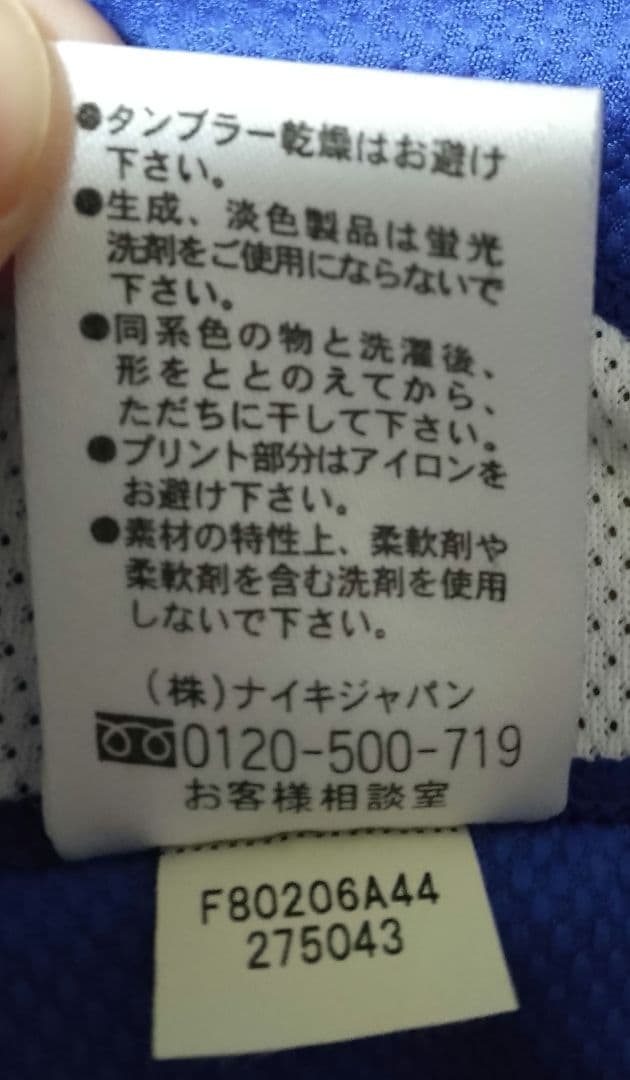 ●タンブラー乾燥はお避け
下さい。
●生成、淡色製品は蛍光
洗剤をご使用にならないで
下さい。
●同系色の物と洗濯後、
形をととのえてから、
ただちに干して下さい。
●プリント部分はアイロンを
お避け下さい。
●素材の特性上、柔軟剤や
柔軟剤を含む洗剤を使用
しないで下さい。
(株)ナイキジャパン
0120-500-719
お客様相談室
F80206A44
275043